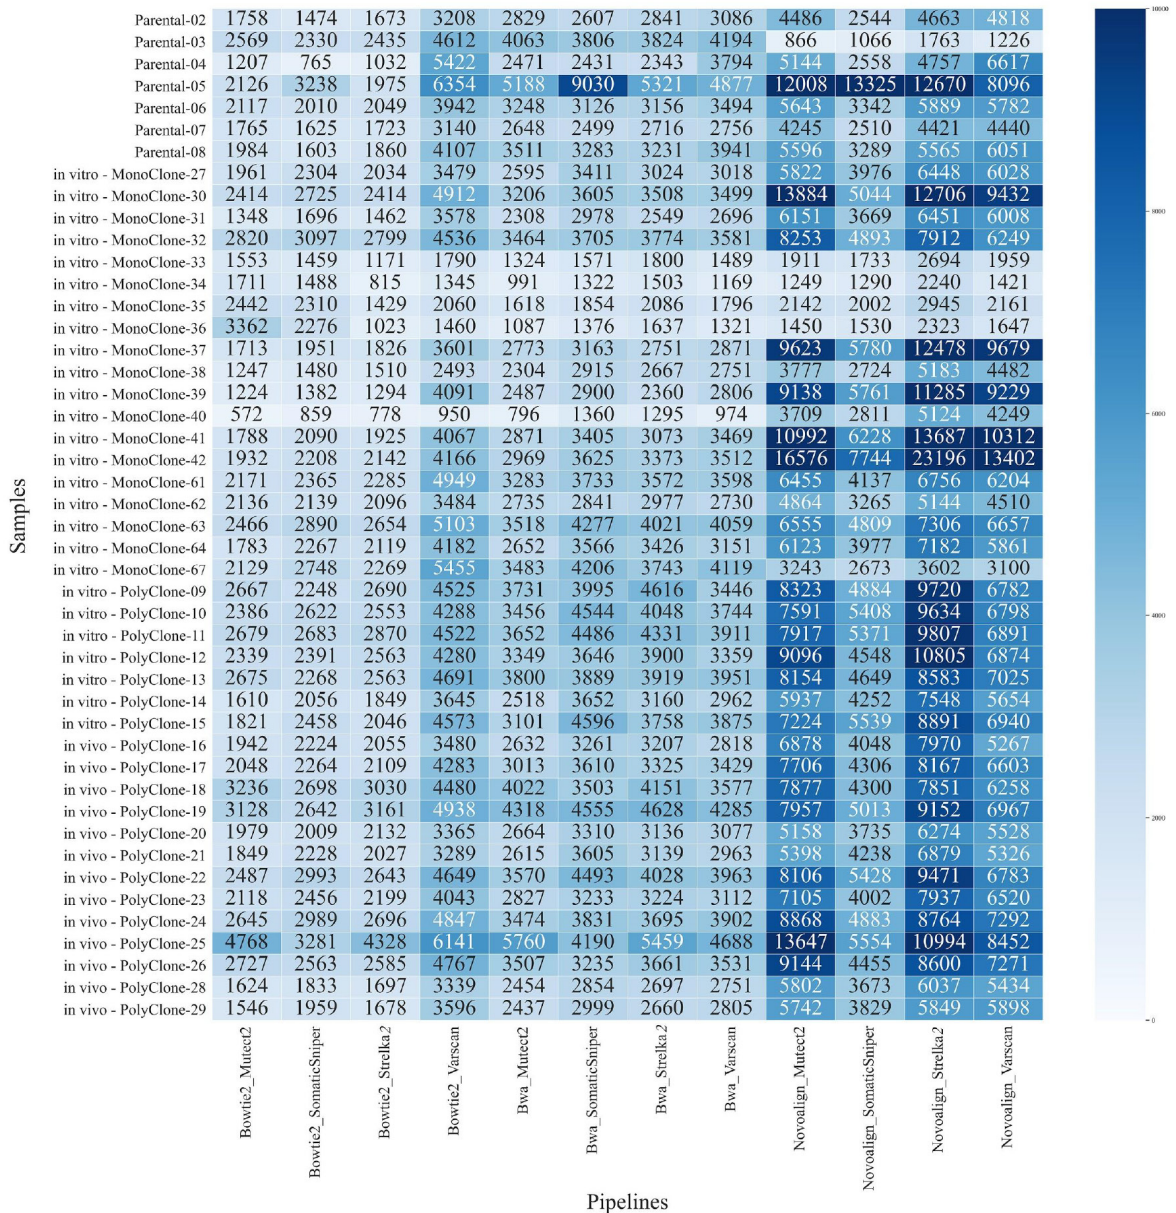 Parental-02 1758 1474 1673 3208 2829 2607 2841 3086 4486 2544 4663 4818
Parental-03 2569 2330 2435 4612 4063 3806 3824 4194 866 1066 1763 1226
Parental-04 1207 765 1032 5422 2471 2431 2343 3794 5144 2558 4757 6617
Parental-05 2126 3238 1975 6354 5188 9030 5321 4877 12008 13325 12670 8096
Parental-06 2117 2010 2049 3942 3248 3126 3156 3494 5643 3342 5889 5782
Parental-07 1765 1625 1723 3140 2648 2499 2716 2756 4245 2510 4421 4440
Parental-08 1984 1603 1860 4107 3511 3283 3231 3941 5596 3289 5565 6051
in vitro - MonoClone-27 1961 2304 2034 3479 2595 3411 3024 3018 5822 3976 6448 6028
in vitro - MonoClone-30 2414 2725 2414 4912 3206 3605 3508 3499 13884 5044 12706 9432
in vitro - MonoClone-31 1348 1696 1462 3578 2308 2978 2549 2696 6151 3669 6451 6008
in vitro - MonoClone-32 2820 3097 2799 4536 3464 3705 3774 3581 8253 4893 7912 6249
in vitro - MonoClone-33 1553 1459 1171 1790 1324 1571 1800 1489 1911 1733 2694 1959
in vitro - MonoClone-34 1711 1488 815 1345 991 1322 1503 1169 1249 1290 2240 1421
in vitro - MonoClone-35 2442 2310 1429 2060 1618 1854 2086 1796 2142 2002 2945 2161
in vitro - MonoClone-36 3362 2276 1023 1460 1087 1376 1637 1321 1450 1530 2323 1647
in vitro - MonoClone-37 1713 1951 1826 3601 2773 3163 2751 2871 9623 5780 12478 9679
in vitro - MonoClone-38 1247 1480 1510 2493 2304 2915 2667 2751 3777 2724 5183 4482
in vitro - MonoClone-39 1224 1382 1294 4091 2487 2900 2360 2806 9138 5761 11285 9229
in vitro - MonoClone-40 572 859 778 950 796 1360 1295 974 3709 2811 5124 4249
in vitro - MonoClone-41 1788 2090 1925 4067 2871 3405 3073 3469 10992 6228 13687 10312
in vitro - MonoClone-42 1932 2208 2142 4166 2969 3625 3373 3512 16576 7744 23196 13402
in vitro - MonoClone-61 2171 2365 2285 4949 3283 3733 3572 3598 6455 4137 6756 6204
in vitro - MonoClone-62 2136 2139 2096 3484 2735 2841 2977 2730 4864 3265 5144 4510
in vitro - MonoClone-63 2466 2890 2654 5103 3518 4277 4021 4059 6555 4809 7306 6657
in vitro - MonoClone-64 1783 2267 2119 4182 2652 3566 3426 3151 6123 3977 7182 5861
in vitro - MonoClone-67 2129 2748 2269 5455 3483 4206 3743 4119 3243 2673 3602 3100
in vitro - PolyClone-09 2667 2248 2690 4525 3731 3995 4616 3446 8323 4884 9720 6782
in vitro - PolyClone-10 2386 2622 2553 4288 3456 4544 4048 3744 7591 5408 9634 6798
in vitro - PolyClone-11 2679 2683 2870 4522 3652 4486 4331 3911 7917 5371 9807 6891
in vitro - PolyClone-12 2339 2391 2563 4280 3349 3646 3900 3359 9096 4548 10805 6874
in vitro - PolyClone-13 2675 2268 2563 4691 3800 3889 3919 3951 8154 4649 8583 7025
in vitro - PolyClone-14 1610 2056 1849 3645 2518 3652 3160 2962 5937 4252 7548 5654
in vitro - PolyClone-15 1821 2458 2046 4573 3101 4596 3758 3875 7224 5539 8891 6940
in vivo - PolyClone-16 1942 2224 2055 3480 2632 3261 3207 2818 6878 4048 7970 5267
in vivo - PolyClone-17 2048 2264 2109 4283 3013 3610 3325 3429 7706 4306 8167 6603
in vivo - PolyClone-18 3236 2698 3030 4480 4022 3503 4151 3577 7877 4300 7851 6258
in vivo - PolyClone-19 3128 2642 3161 4938 4318 4555 4628 4285 7957 5013 9152 6967
in vivo - PolyClone-20 1979 2009 2132 3365 2664 3310 3136 3077 5158 3735 6274 5528
in vivo - PolyClone-21 1849 2228 2027 3289 2615 3605 3139 2963 5398 4238 6879 5326
in vivo - PolyClone-22 2487 2993 2643 4649 3570 4493 4028 3963 8106 5428 9471 6783
in vivo - PolyClone-23 2118 2456 2199 4043 2827 3233 3224 3112 7105 4002 7937 6520
in vivo - PolyClone-24 2645 2989 2696 4847 3474 3831 3695 3902 8868 4883 8764 7292
in vivo - PolyClone-25 4768 3281 4328 6141 5760 4190 5459 4688 13647 5554 10994 8452
in vivo - PolyClone-26 2727 2563 2585 4767 3507 3235 3661 3531 9144 4455 8600 7271
in vivo - PolyClone-28 1624 1833 1697 3339 2454 2854 2697 2751 5802 3673 6037 5434
in vivo - PolyClone-29 1546 1959 1678 3596 2437 2999 2660 2805 5742 3829 5849 5898
Samples
Bowtie2_Mutect2
Bowtie2_SomaticSniper
Bowtie2_Strelka2
Bowtie2_Varscan
Bwa_Mutect2
Bwa_SomaticSniper
Bwa_Strelka2
Bwa_Varscan
Novoalign_Mutect2
Novoalign_SomaticSniper
Novoalign_Strelka2
Novoalign_Varscan
Pipelines
10000
8000
6000
4000
2000
0